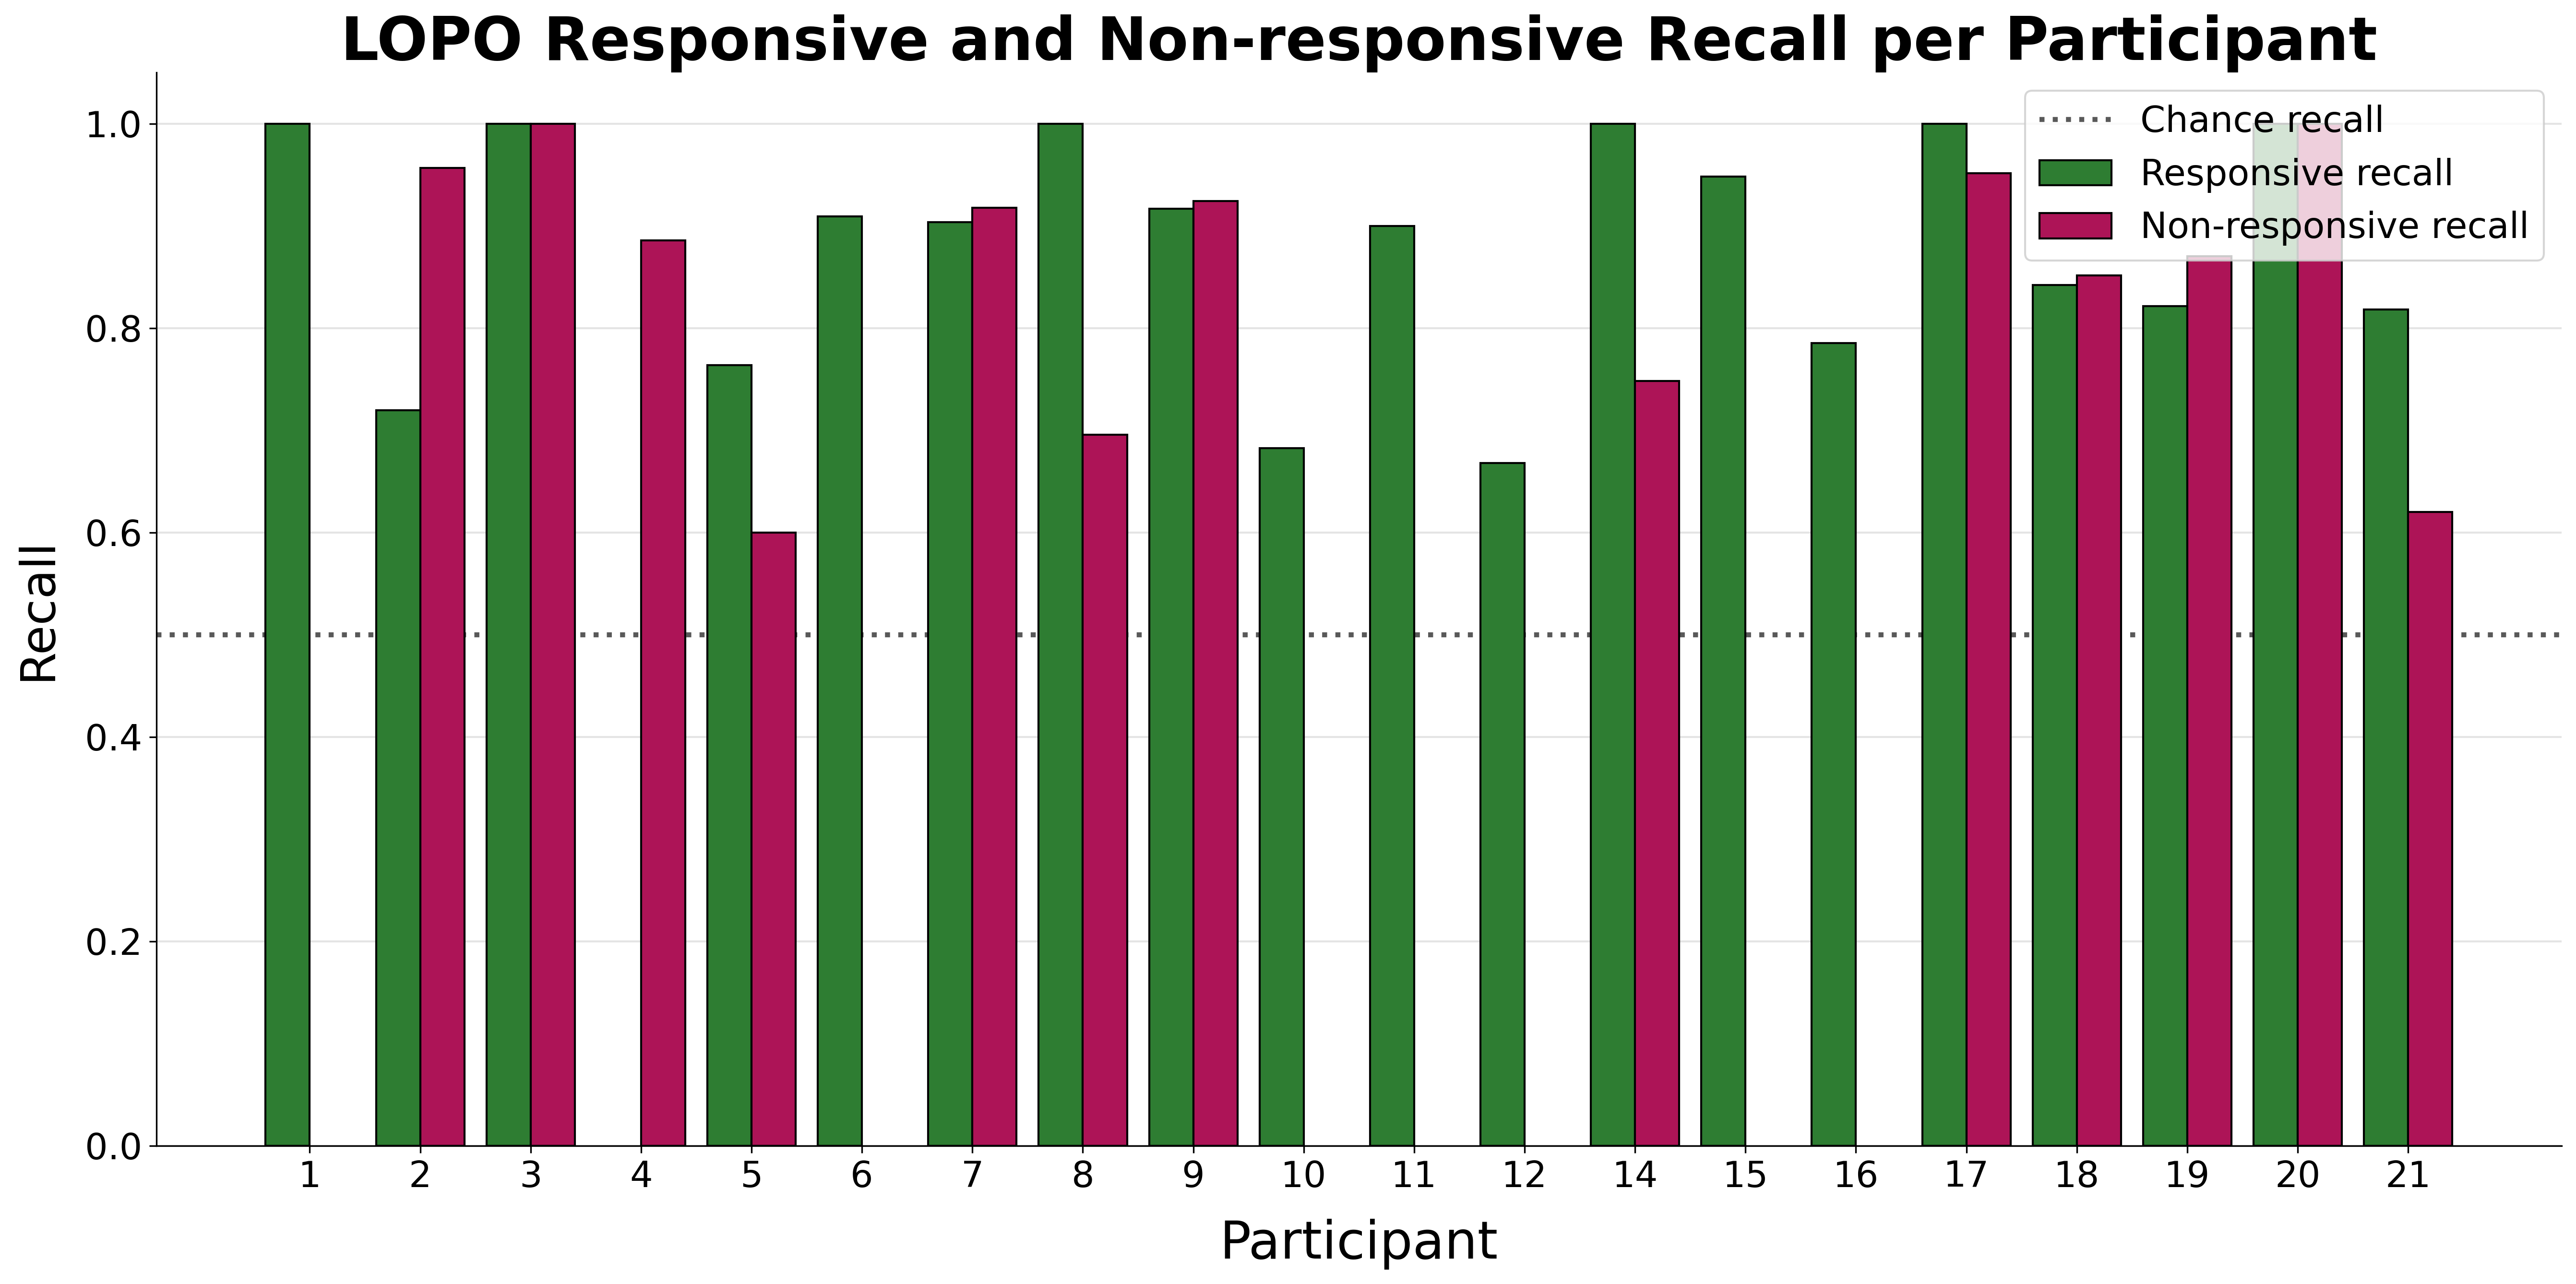 LOPO Responsive and Non-responsive Recall per Participant
Chance recall
Responsive recall
Non-responsive recall
1.0
0.8
0.6
0.4
0.2
0.0
Recall
1 2 3 4 5 6 7 8 9 10 11 12 14 15 16 17 18 19 20 21
Participant